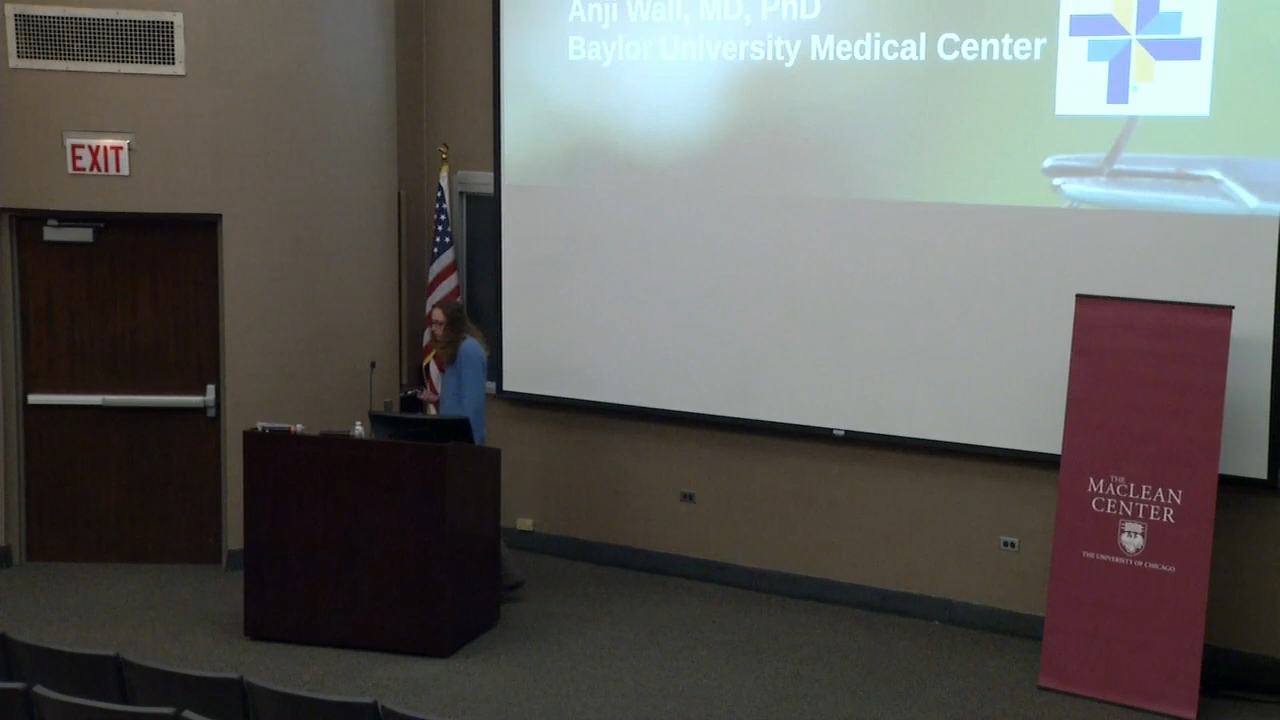 Anji Wall, MD, PhD
Baylor University Medical Center
EXIT
THE
MACLEAN
CENTER
THE UNIVERSITY OF CHICAGO